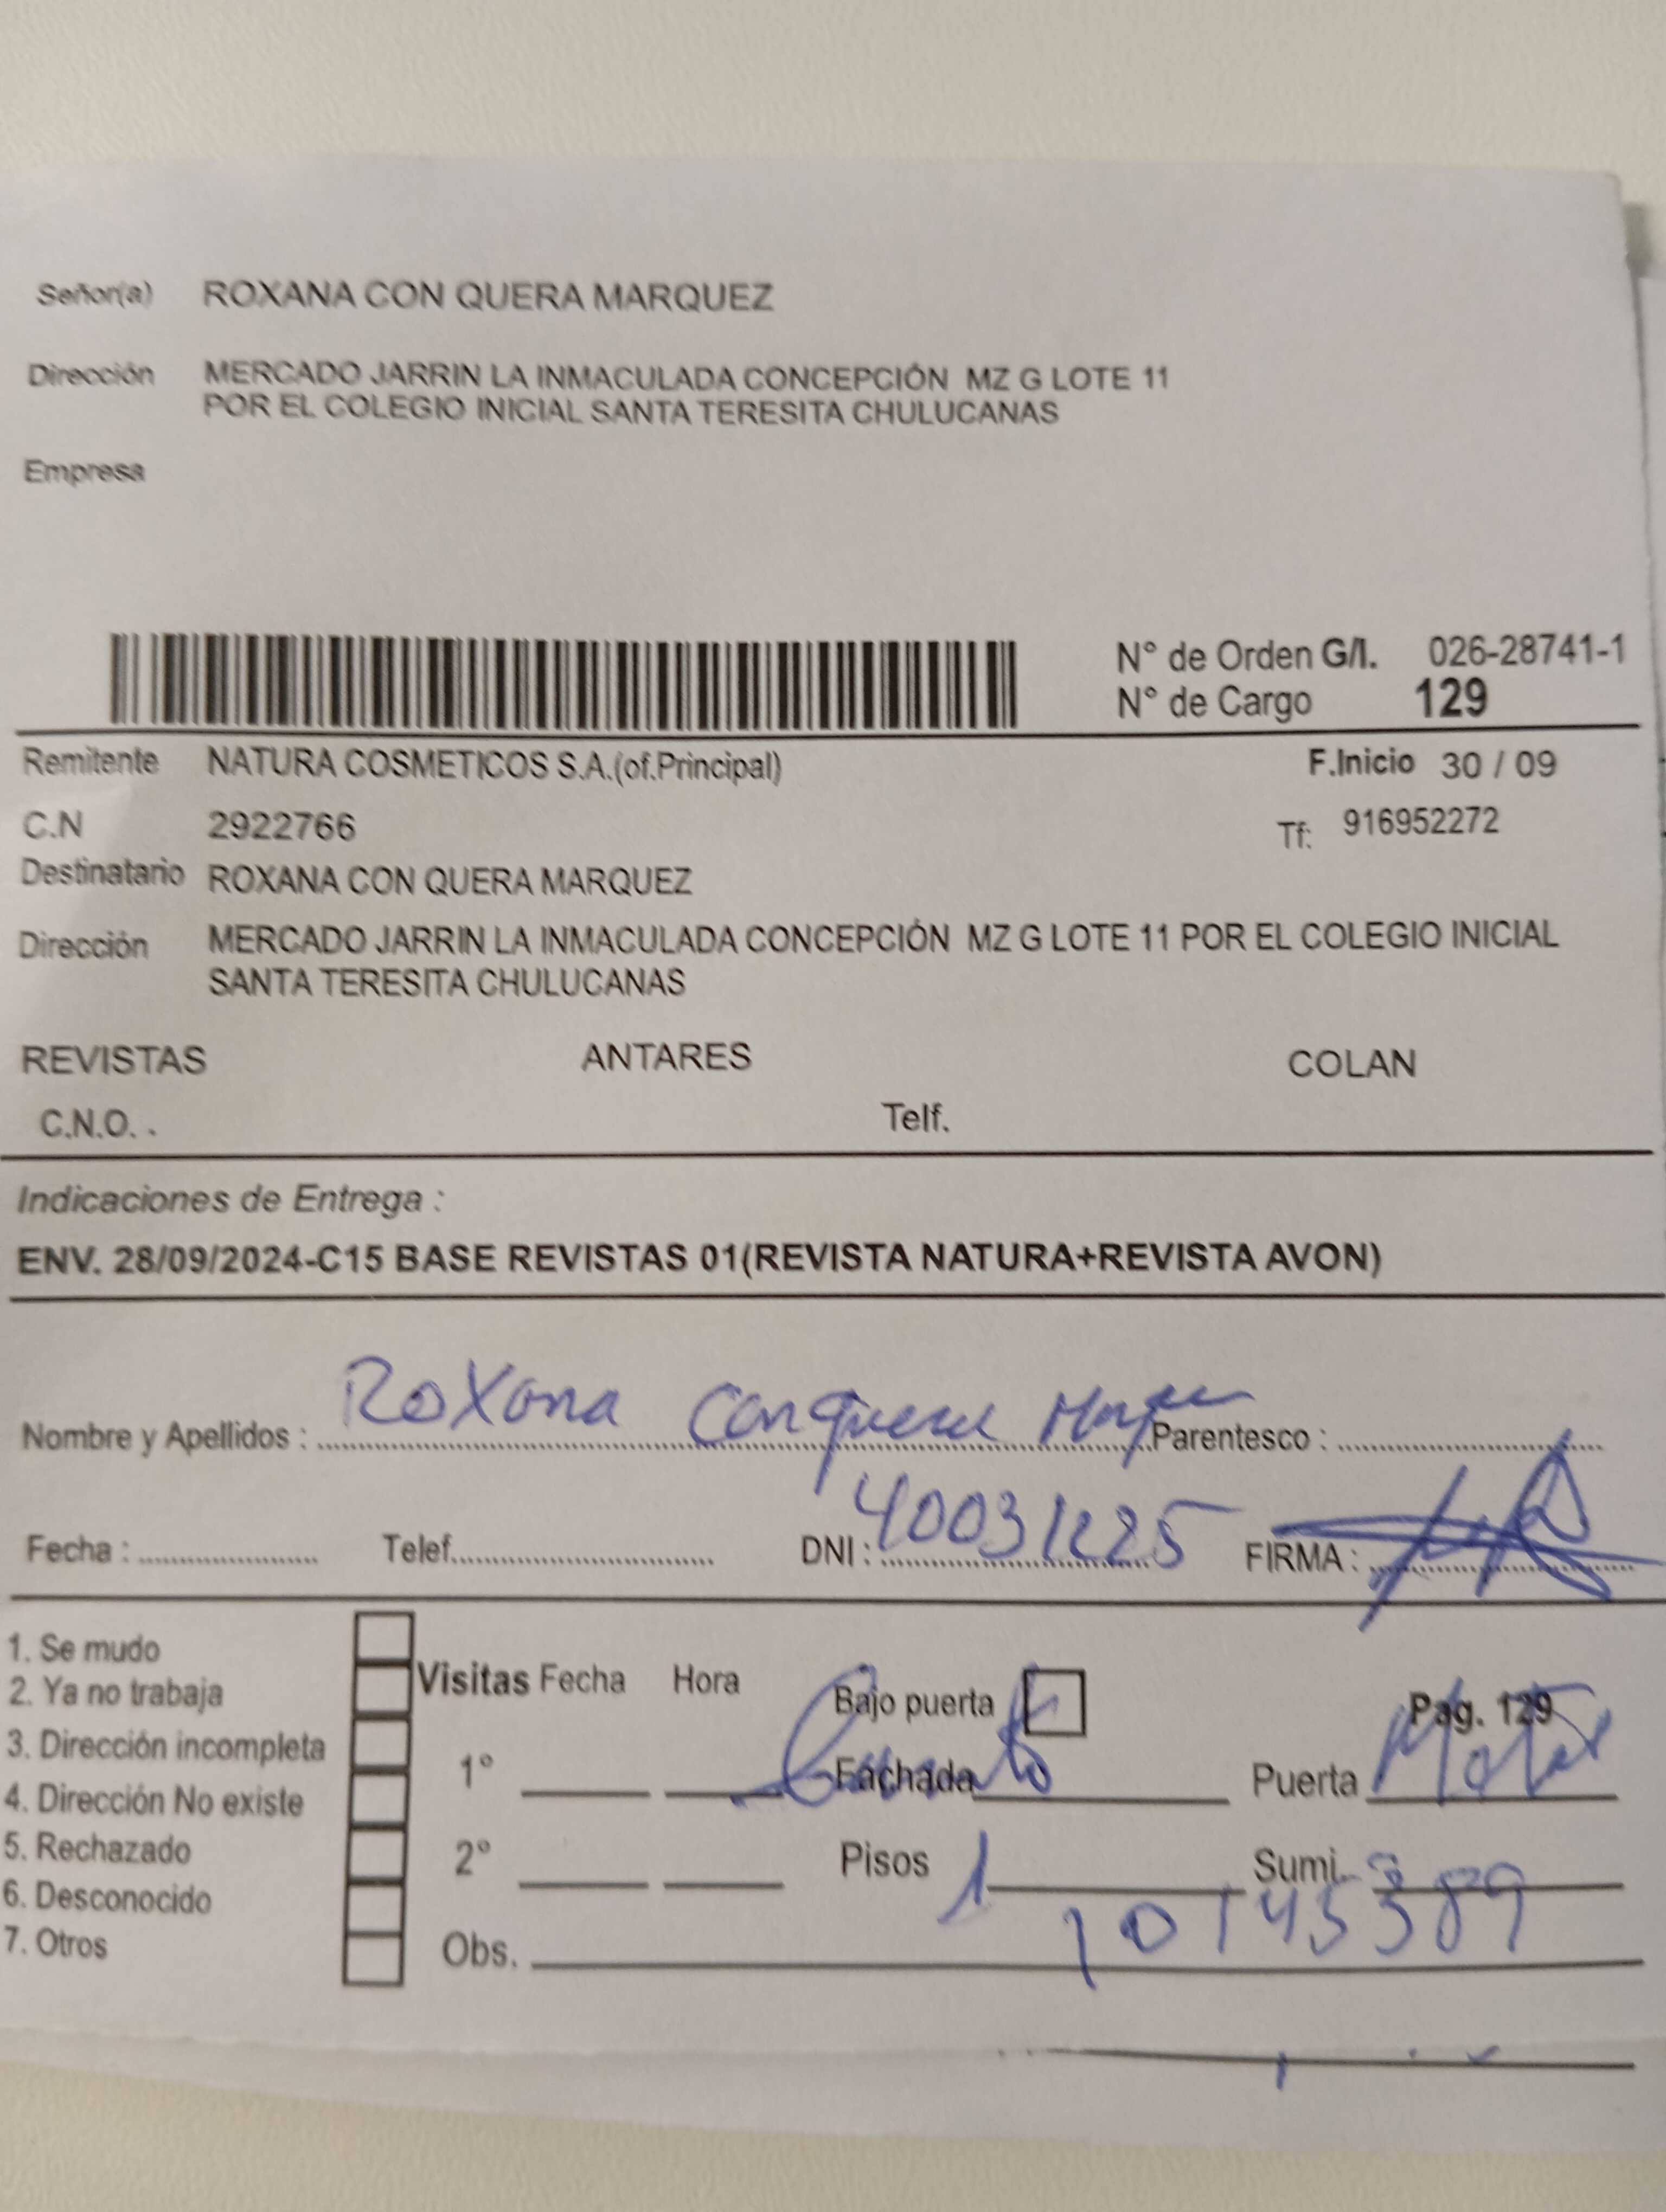 Señor(a) ROXANA CON QUERA MARQUEZ
Dirección MERCADO JARRIN LA INMACULADA CONCEPCIÓN MZ G LOTE 11
POR EL COLEGIO INICIAL SANTA TERESITA CHULUCANAS
Empresa
N° de Orden G/I. 026-28741-1
N° de Cargo 129
Remitente NATURA COSMETICOS S.A.(of.Principal) F.Inicio 30 / 09
C.N 2922766 Tf: 916952272
Destinatario ROXANA CON QUERA MARQUEZ
Dirección MERCADO JARRIN LA INMACULADA CONCEPCIÓN MZ G LOTE 11 POR EL COLEGIO INICIAL
SANTA TERESITA CHULUCANAS
REVISTAS ANTARES COLAN
C.N.O. . Telf.
Indicaciones de Entrega :
ENV. 28/09/2024-C15 BASE REVISTAS 01(REVISTA NATURA+REVISTA AVON)
Nombre y Apellidos : Roxana Conquera Parentesco :
Fecha : Telef. DNI : FIRMA :
1. Se mudo
2. Ya no trabaja
3. Dirección incompleta
4. Dirección No existe
5. Rechazado
6. Desconocido
7. Otros
Visitas Fecha Hora Bajo puerta Pag. 129
1° Fachada Puerta
2° Pisos 1 Sumi.
10145389
Obs.